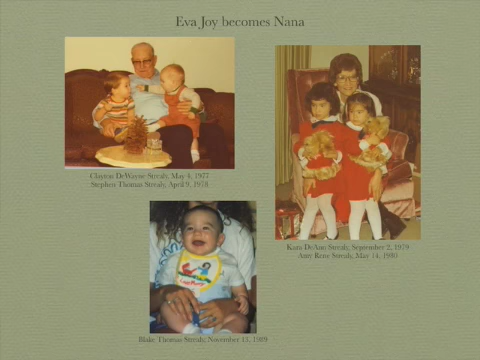 Eva Joy becomes Nana
Clayton DeWayne Strealy, May 4, 1977
Stephen Thomas Strealy, April 9, 1978
Kara DeAnn Strealy, September 2, 1979
Amy Rene Strealy, May 14, 1980
Blake Thomas Strealy, November 11, 1989